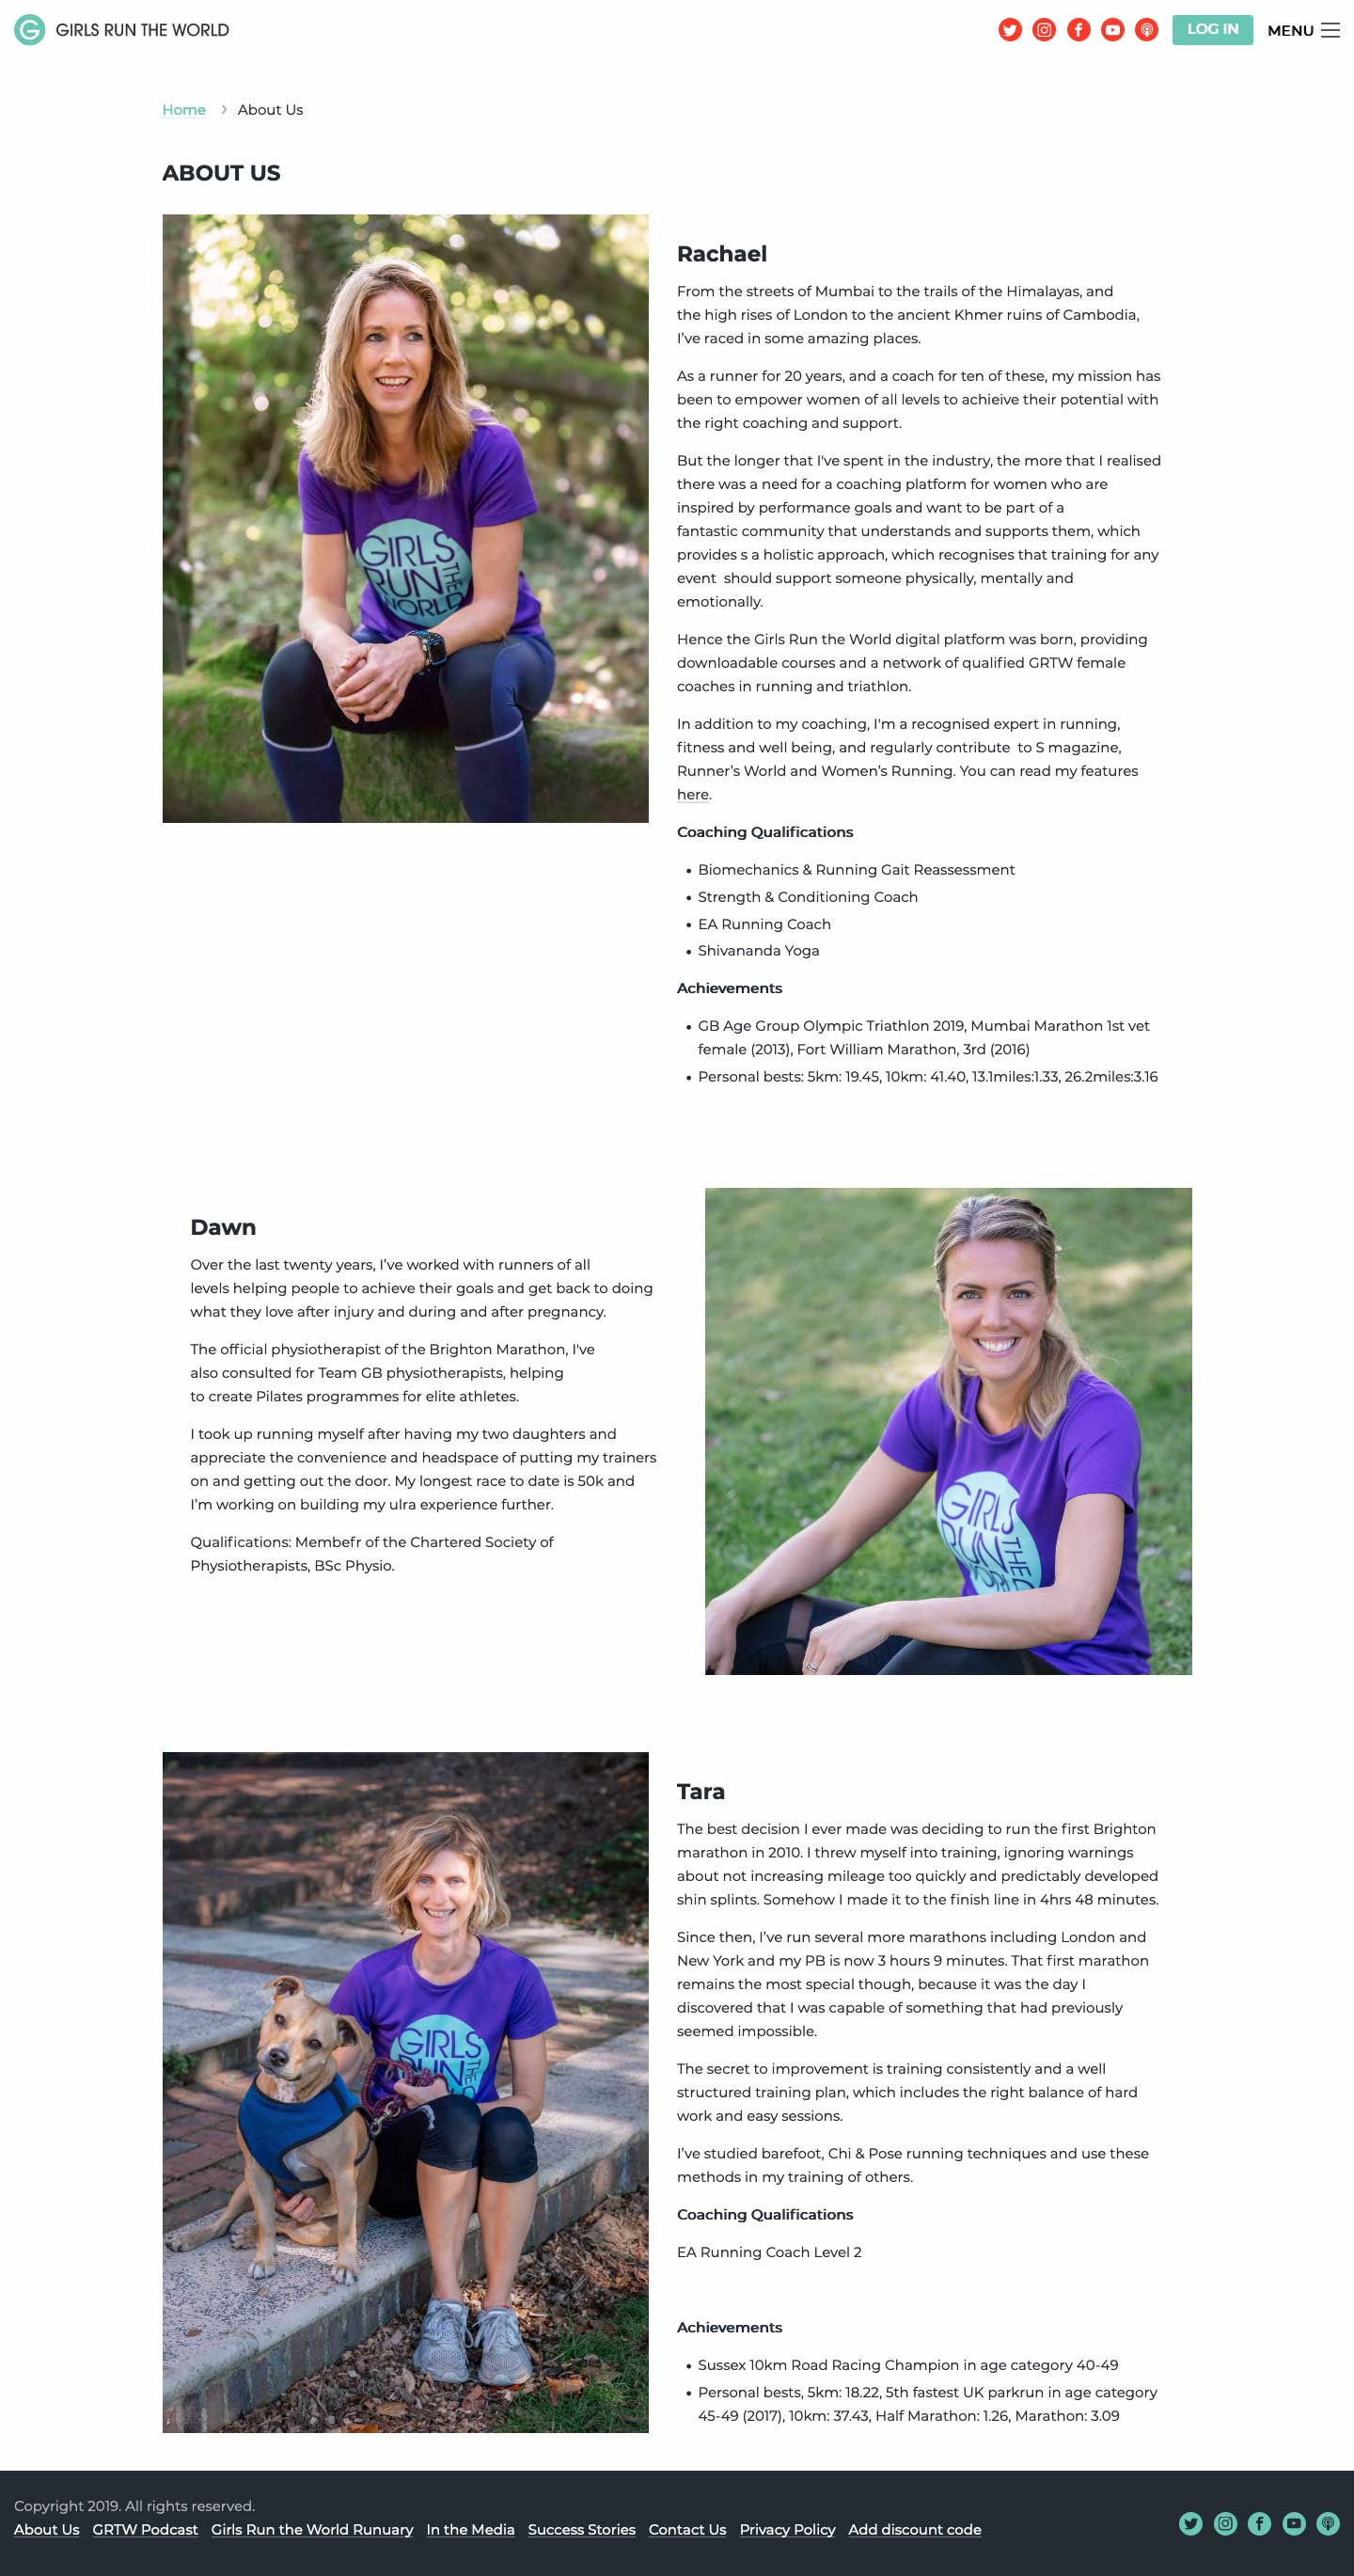 GIRLS RUN THE WORLD
LOG IN
MENU
Home › About Us
ABOUT US
GIRLS
RUN THE
WORLD
Rachael
From the streets of Mumbai to the trails of the Himalayas, and
the high rises of London to the ancient Khmer ruins of Cambodia,
I’ve raced in some amazing places.
As a runner for 20 years, and a coach for ten of these, my mission has
been to empower women of all levels to achieive their potential with
the right coaching and support.
But the longer that I've spent in the industry, the more that I realised
there was a need for a coaching platform for women who are
inspired by performance goals and want to be part of a
fantastic community that understands and supports them, which
provides s a holistic approach, which recognises that training for any
event  should support someone physically, mentally and
emotionally.
Hence the Girls Run the World digital platform was born, providing
downloadable courses and a network of qualified GRTW female
coaches in running and triathlon.
In addition to my coaching, I'm a recognised expert in running,
fitness and well being, and regularly contribute  to S magazine,
Runner’s World and Women’s Running. You can read my features
here.
Coaching Qualifications
• Biomechanics & Running Gait Reassessment
• Strength & Conditioning Coach
• EA Running Coach
• Shivananda Yoga
Achievements
• GB Age Group Olympic Triathlon 2019, Mumbai Marathon 1st vet
female (2013), Fort William Marathon, 3rd (2016)
• Personal bests: 5km: 19.45, 10km: 41.40, 13.1miles:1.33, 26.2miles:3.16
Dawn
Over the last twenty years, I’ve worked with runners of all
levels helping people to achieve their goals and get back to doing
what they love after injury and during and after pregnancy.
The official physiotherapist of the Brighton Marathon, I've
also consulted for Team GB physiotherapists, helping
to create Pilates programmes for elite athletes.
I took up running myself after having my two daughters and
appreciate the convenience and headspace of putting my trainers
on and getting out the door. My longest race to date is 50k and
I’m working on building my ulra experience further.
Qualifications: Membefr of the Chartered Society of
Physiotherapists, BSc Physio.
GIRLS
RUN THE
WORLD
GIRLS
RUN THE
WORLD
Tara
The best decision I ever made was deciding to run the first Brighton
marathon in 2010. I threw myself into training, ignoring warnings
about not increasing mileage too quickly and predictably developed
shin splints. Somehow I made it to the finish line in 4hrs 48 minutes.
Since then, I’ve run several more marathons including London and
New York and my PB is now 3 hours 9 minutes. That first marathon
remains the most special though, because it was the day I
discovered that I was capable of something that had previously
seemed impossible.
The secret to improvement is training consistently and a well
structured training plan, which includes the right balance of hard
work and easy sessions.
I’ve studied barefoot, Chi & Pose running techniques and use these
methods in my training of others.
Coaching Qualifications
EA Running Coach Level 2
Achievements
• Sussex 10km Road Racing Champion in age category 40-49
• Personal bests, 5km: 18.22, 5th fastest UK parkrun in age category
45-49 (2017), 10km: 37.43, Half Marathon: 1.26, Marathon: 3.09
Copyright 2019. All rights reserved.
About Us GRTW Podcast Girls Run the World Runuary In the Media Success Stories Contact Us Privacy Policy Add discount code